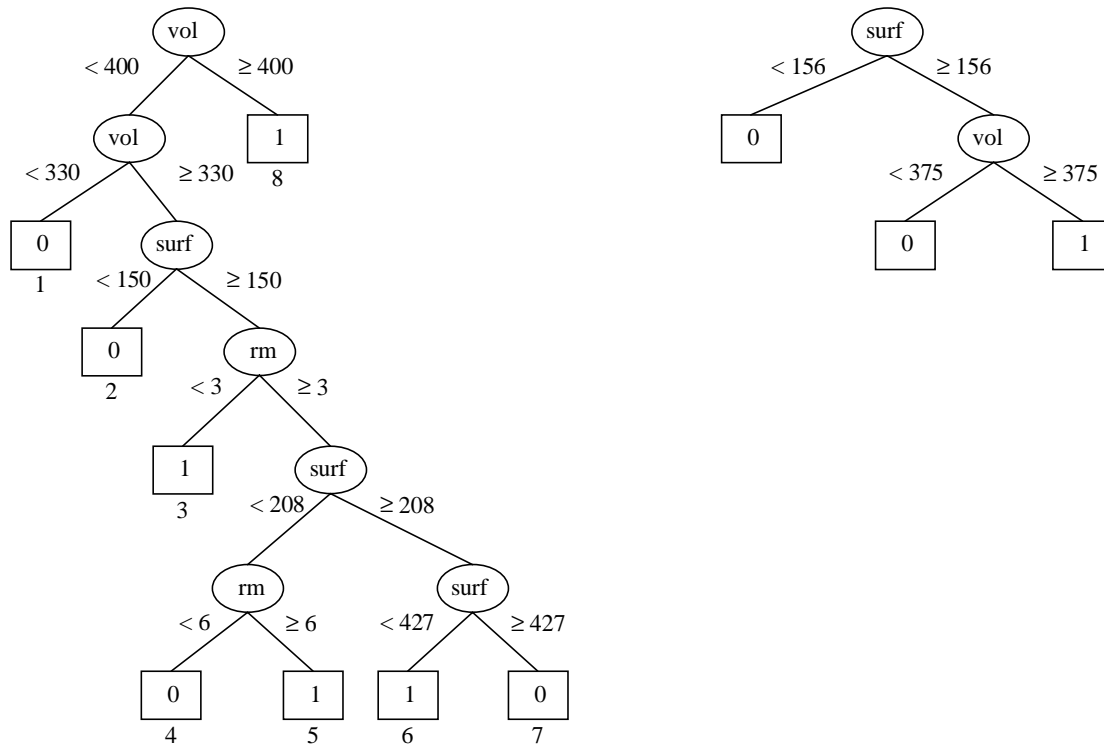 vol
< 400 ≥ 400
vol 1
8
< 330 ≥ 330
0 surf
1
< 150 ≥ 150
0 rm
2
< 3 ≥ 3
1 surf
3
< 208 ≥ 208
rm surf
< 6 ≥ 6 < 427 ≥ 427
0 1 1 0
4 5 6 7
surf
< 156 ≥ 156
0 vol
< 375 ≥ 375
0 1